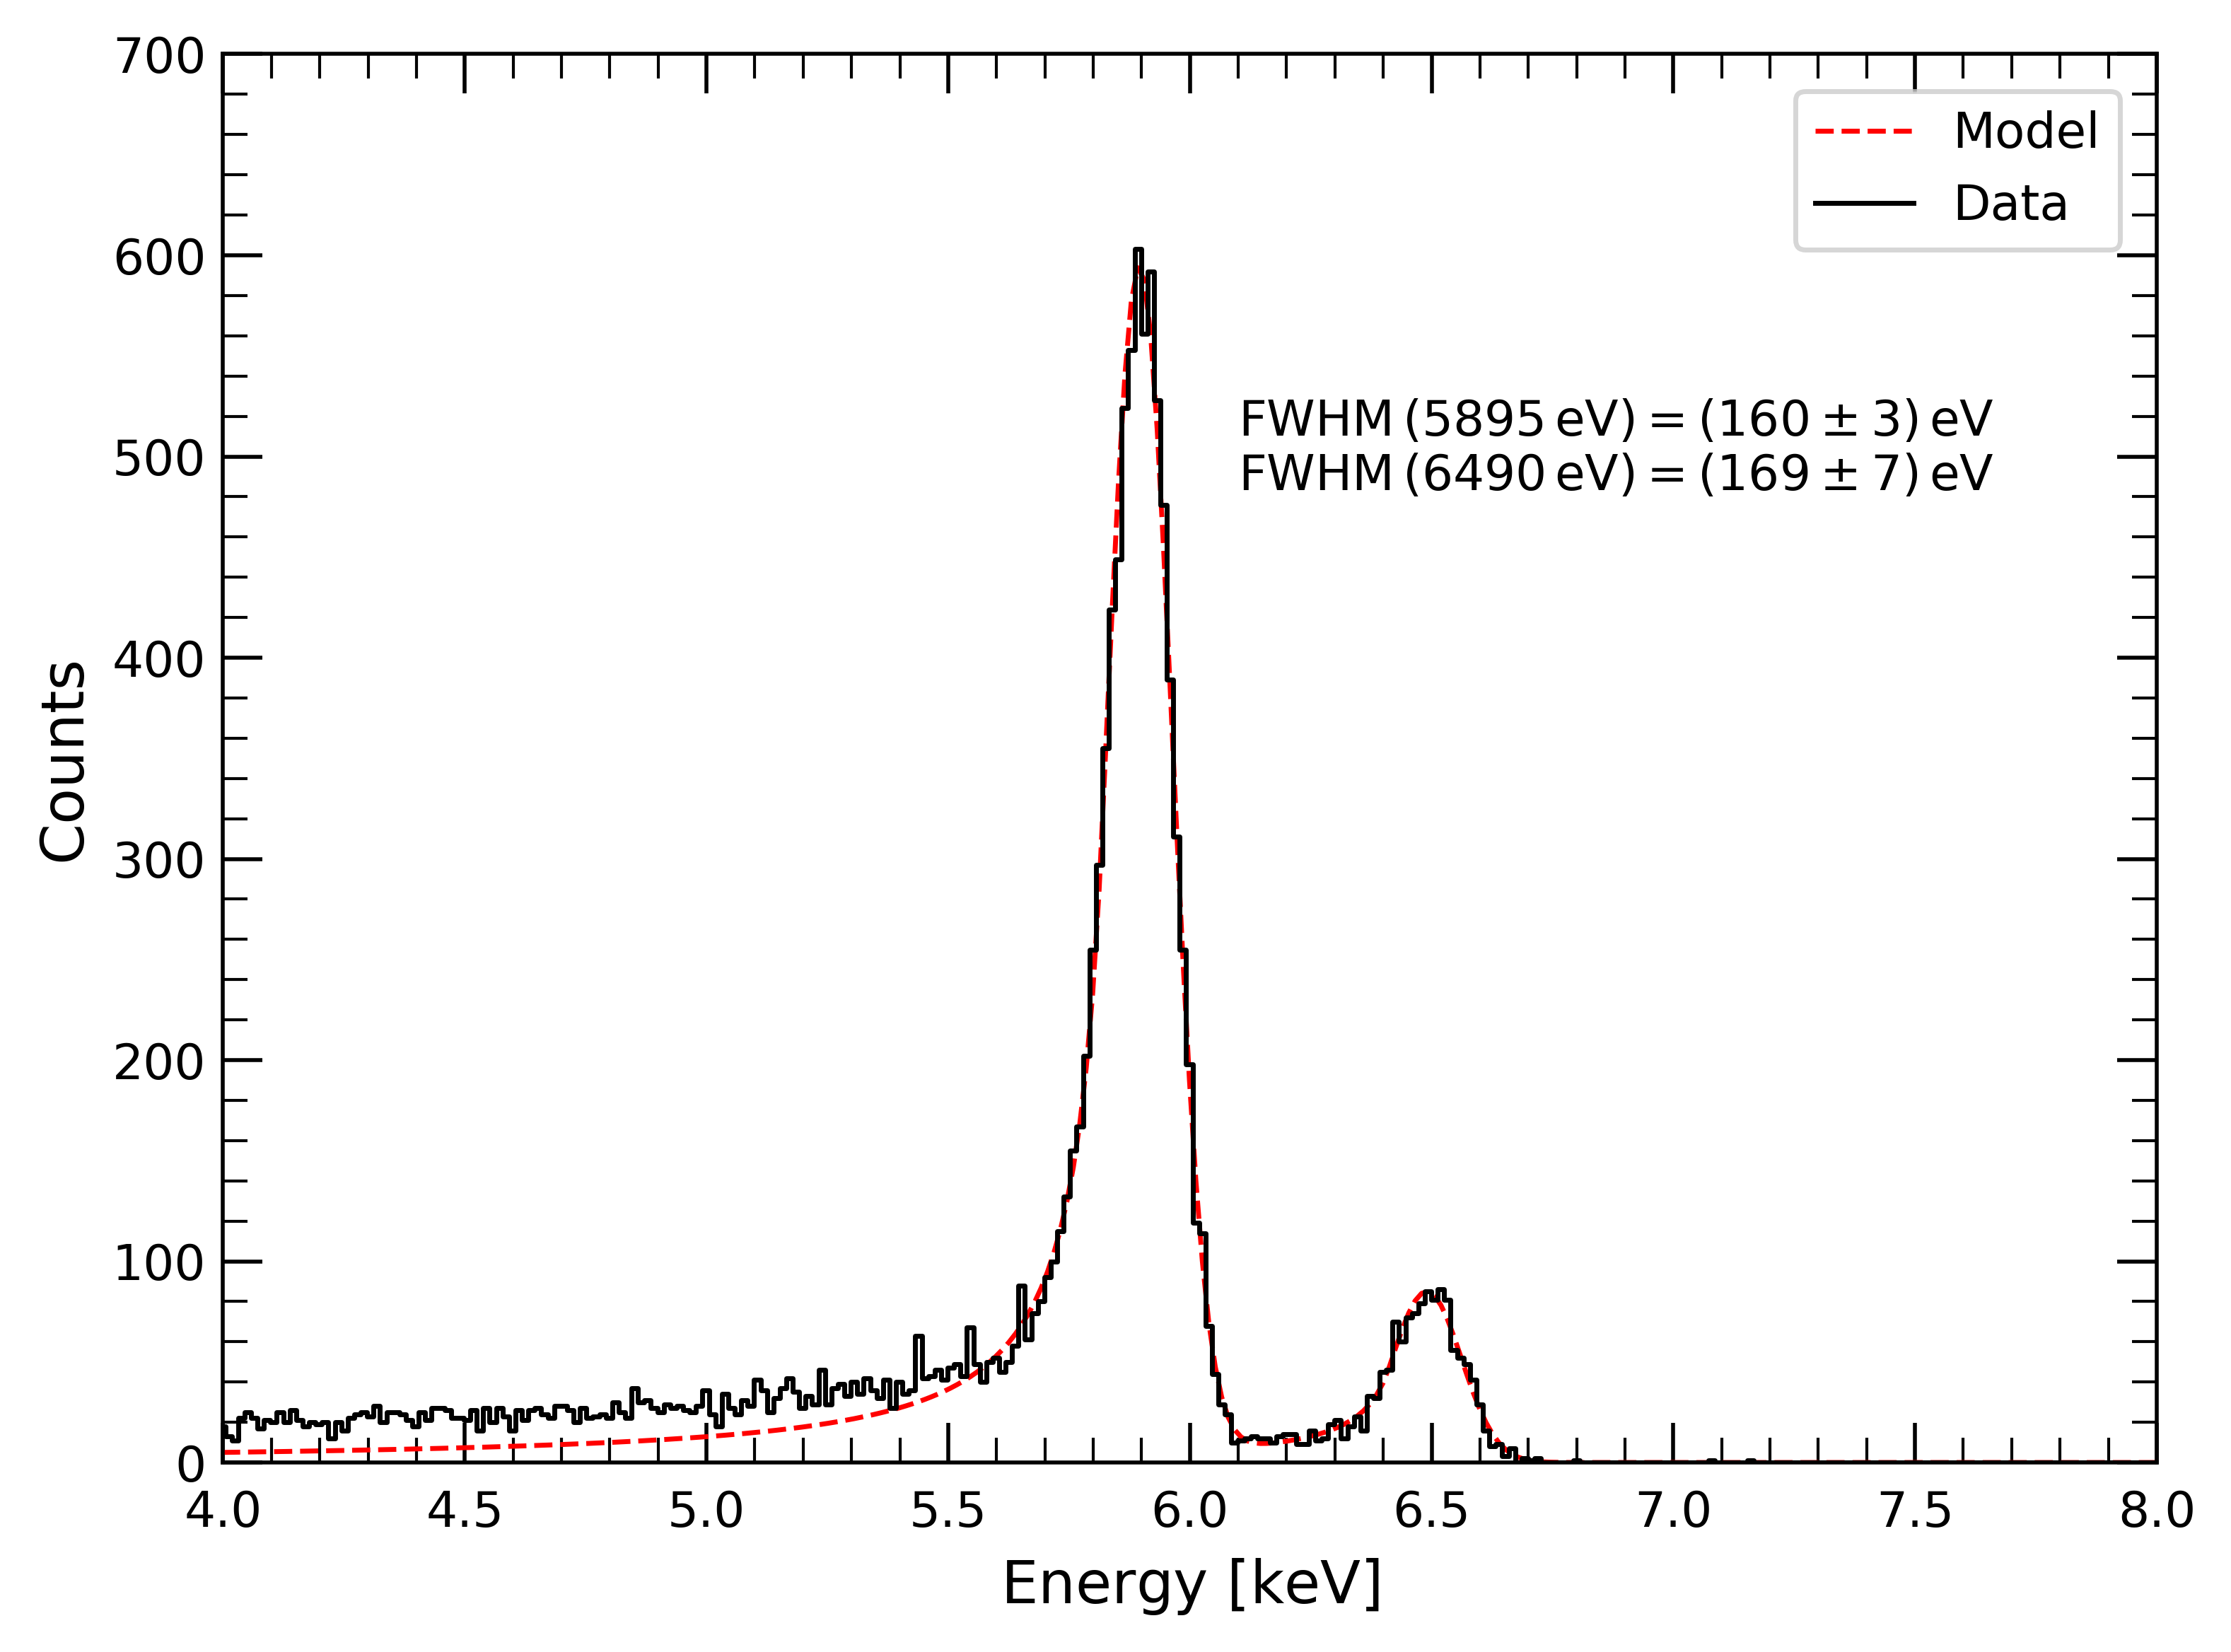 700
600
500
400
300
200
100
0
Counts
Model
Data
FWHM (5895 eV) = (160 ± 3) eV
FWHM (6490 eV) = (169 ± 7) eV
4.0 4.5 5.0 5.5 6.0 6.5 7.0 7.5 8.0
Energy [keV]